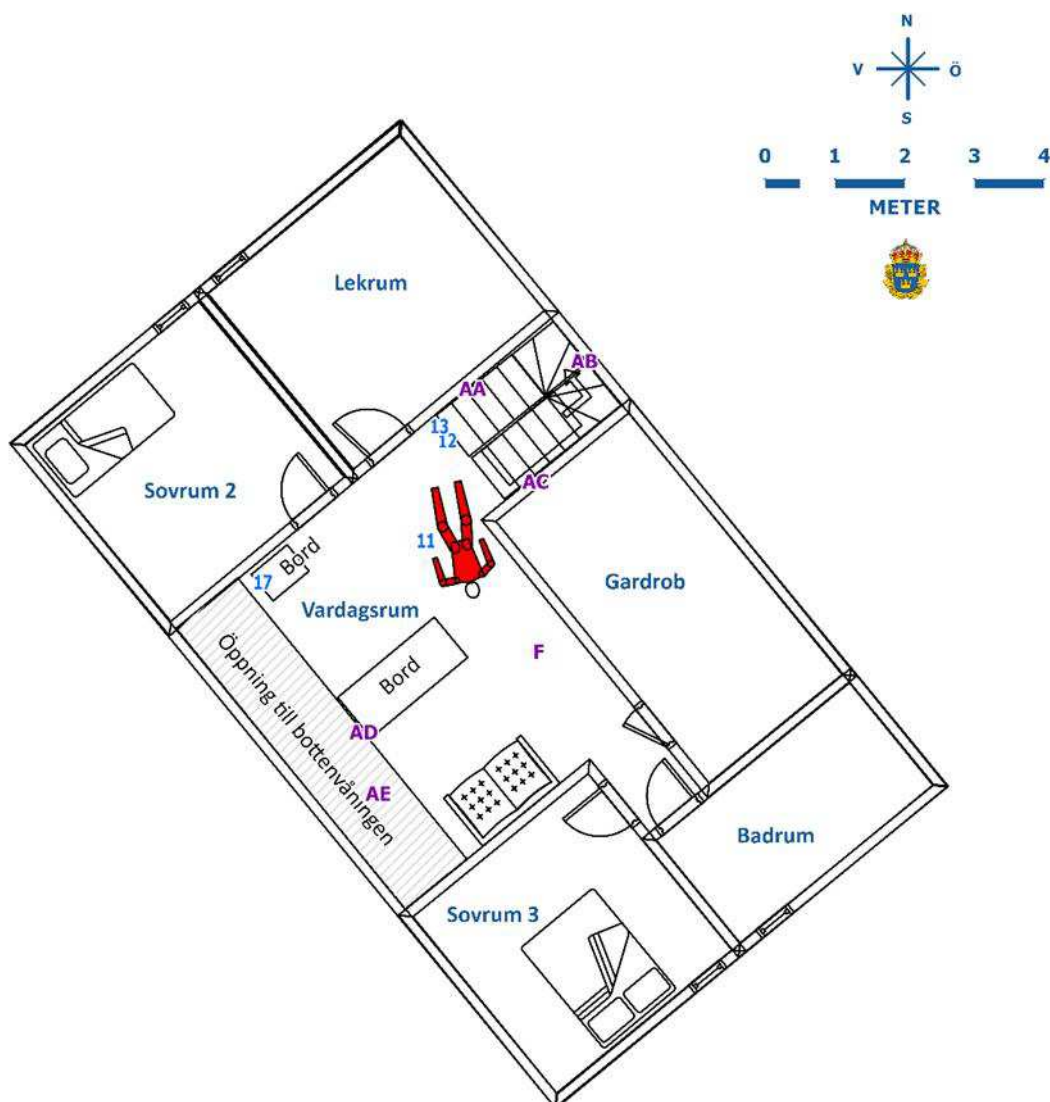 N
V Ö
S
0 1 2 3 4
METER
Lekrum
AB
AA
13
12
AC
Sovrum 2
11
Bord
17
Vardagsrum
Gardrob
F
Bord
Öppning till bottenvåningen
AD
AE
Badrum
Sovrum 3